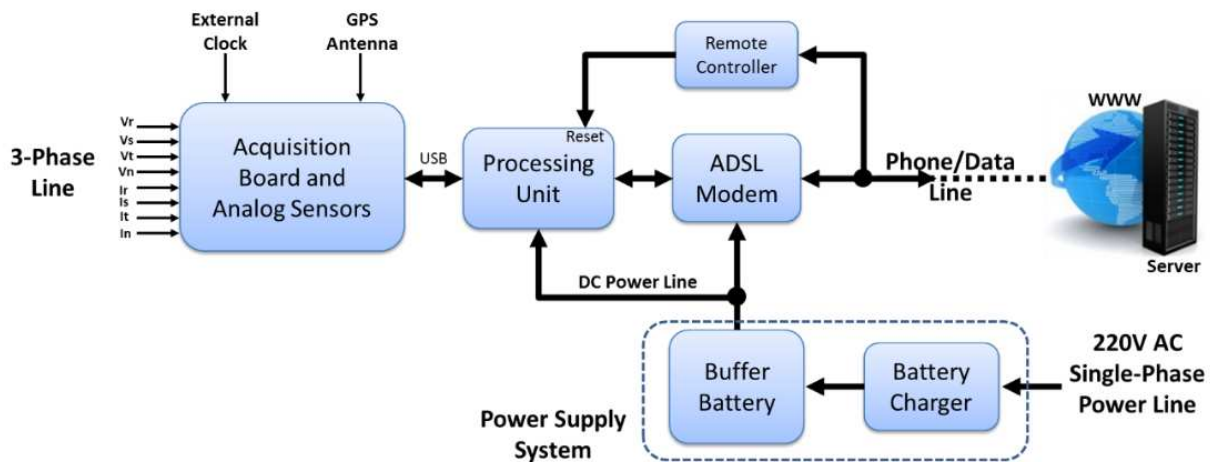 External
Clock
GPS
Antenna
Remote
Controller
WWW
3-Phase
Line
Vr
Vs
Vt
Vn
Ir
Is
It
In
Acquisition
Board and
Analog Sensors
USB
Reset
Processing
Unit
ADSL
Modem
Phone/Data
Line
Server
DC Power Line
Buffer
Battery
Battery
Charger
220V AC
Single-Phase
Power Line
Power Supply
System